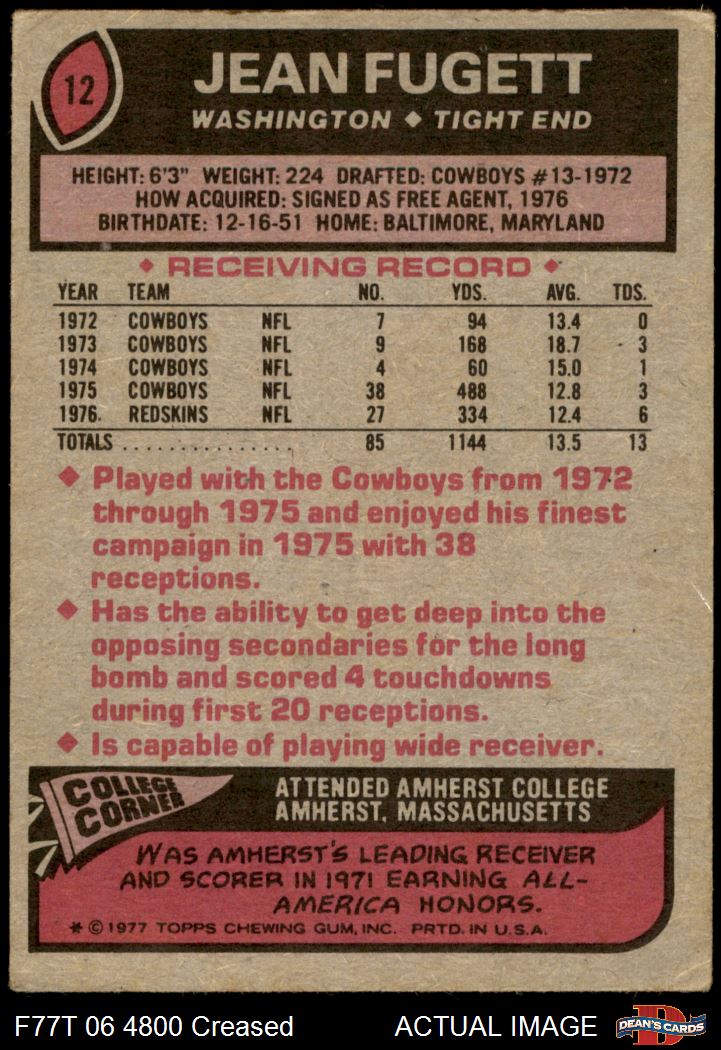 12
JEAN FUGETT
WASHINGTON ◆ TIGHT END
HEIGHT: 6'3" WEIGHT: 224 DRAFTED: COWBOYS #13-1972
HOW ACQUIRED: SIGNED AS FREE AGENT, 1976
BIRTHDATE: 12-16-51 HOME: BALTIMORE, MARYLAND
◆ RECEIVING RECORD ◆
YEAR TEAM NO. YDS. AVG. TDS.
1972 COWBOYS NFL 7 94 13.4 0
1973 COWBOYS NFL 9 168 18.7 3
1974 COWBOYS NFL 4 60 15.0 1
1975 COWBOYS NFL 38 488 12.8 3
1976 REDSKINS NFL 27 334 12.4 6
TOTALS ............... 85 1144 13.5 13
◆ Played with the Cowboys from 1972
through 1975 and enjoyed his finest
campaign in 1975 with 38
receptions.
◆ Has the ability to get deep into the
opposing secondaries for the long
bomb and scored 4 touchdowns
during first 20 receptions.
◆ Is capable of playing wide receiver.
COLLEGE
CORNER
ATTENDED AMHERST COLLEGE
AMHERST, MASSACHUSETTS
WAS AMHERST'S LEADING RECEIVER
AND SCORER IN 1971 EARNING ALL-
AMERICA HONORS.
* © 1977 TOPPS CHEWING GUM, INC. PRTD. IN U.S.A.
F77T 06 4800 Creased ACTUAL IMAGE
D
DEAN'S CARDS